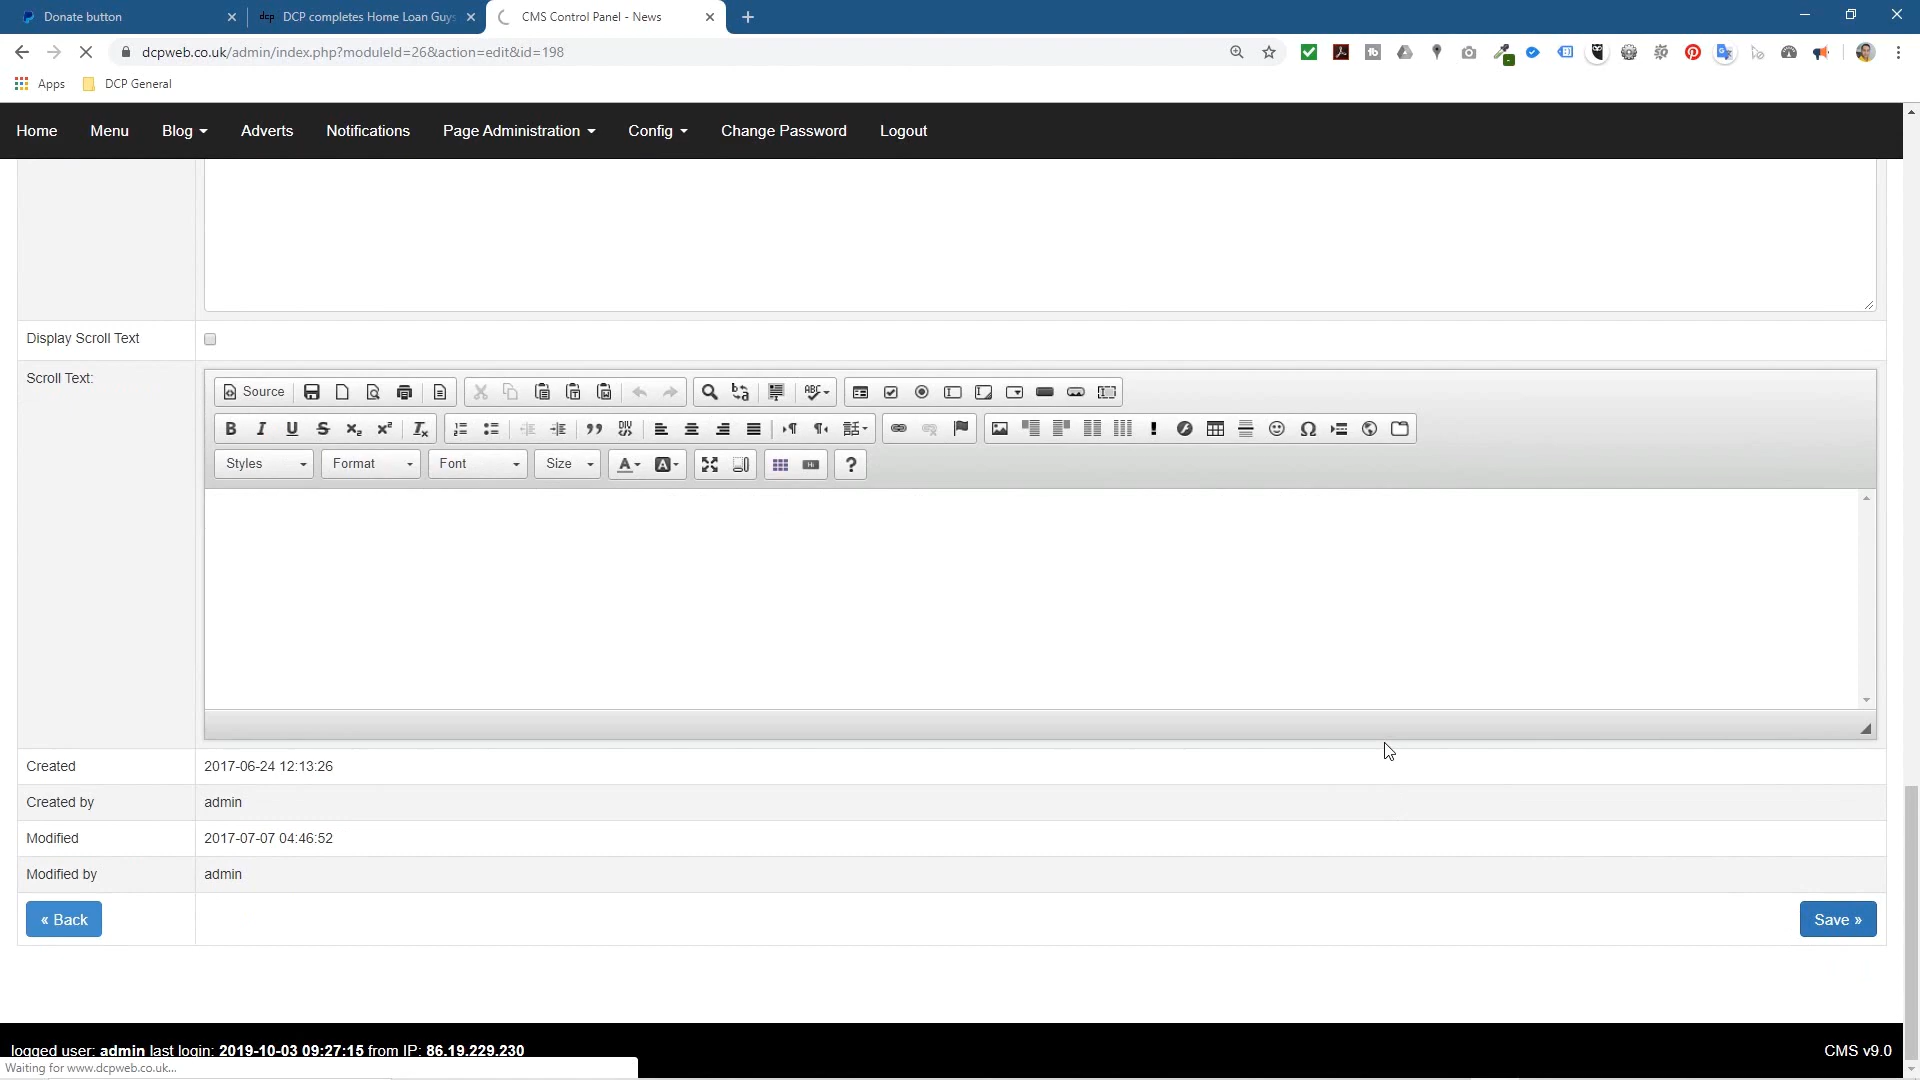 Donate button
dcp DCP completes Home Loan Guys
CMS Control Panel - News
dcpweb.co.uk/admin/index.php?moduleId=26&action=edit&id=198
Apps DCP General
Home Menu Blog Adverts Notifications Page Administration Config Change Password Logout
Display Scroll Text
Scroll Text:
Source
Styles Format Font Size
Created 2017-06-24 12:13:26
Created by admin
Modified 2017-07-07 04:46:52
Modified by admin
« Back Save »
logged user: admin last login: 2019-10-03 09:27:15 from IP: 86.19.229.230 CMS v9.0
Waiting for www.dcpweb.co.uk...